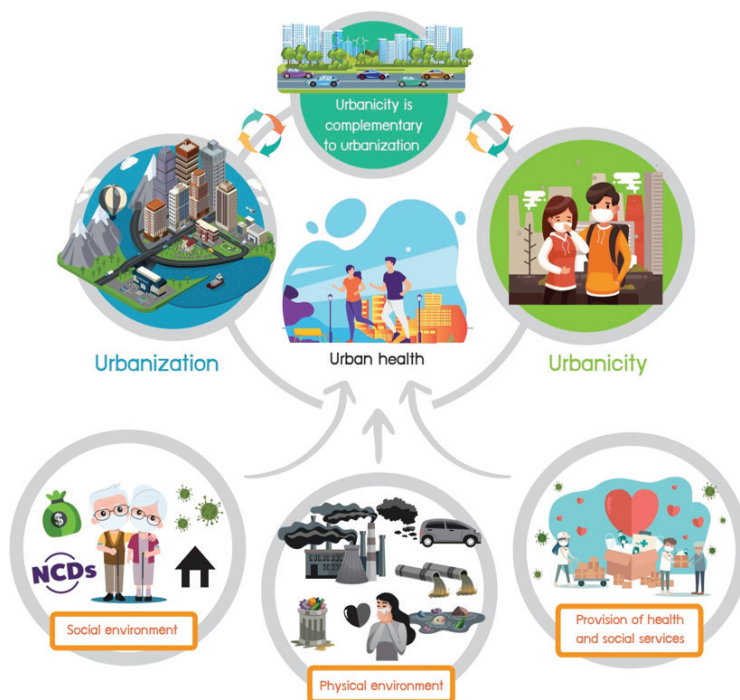 Urbanicity is
complementary
to urbanization
Urbanization
Urban health
Urbanicity
$
NCDs
Social environment
Physical environment
Provision of health
and social services